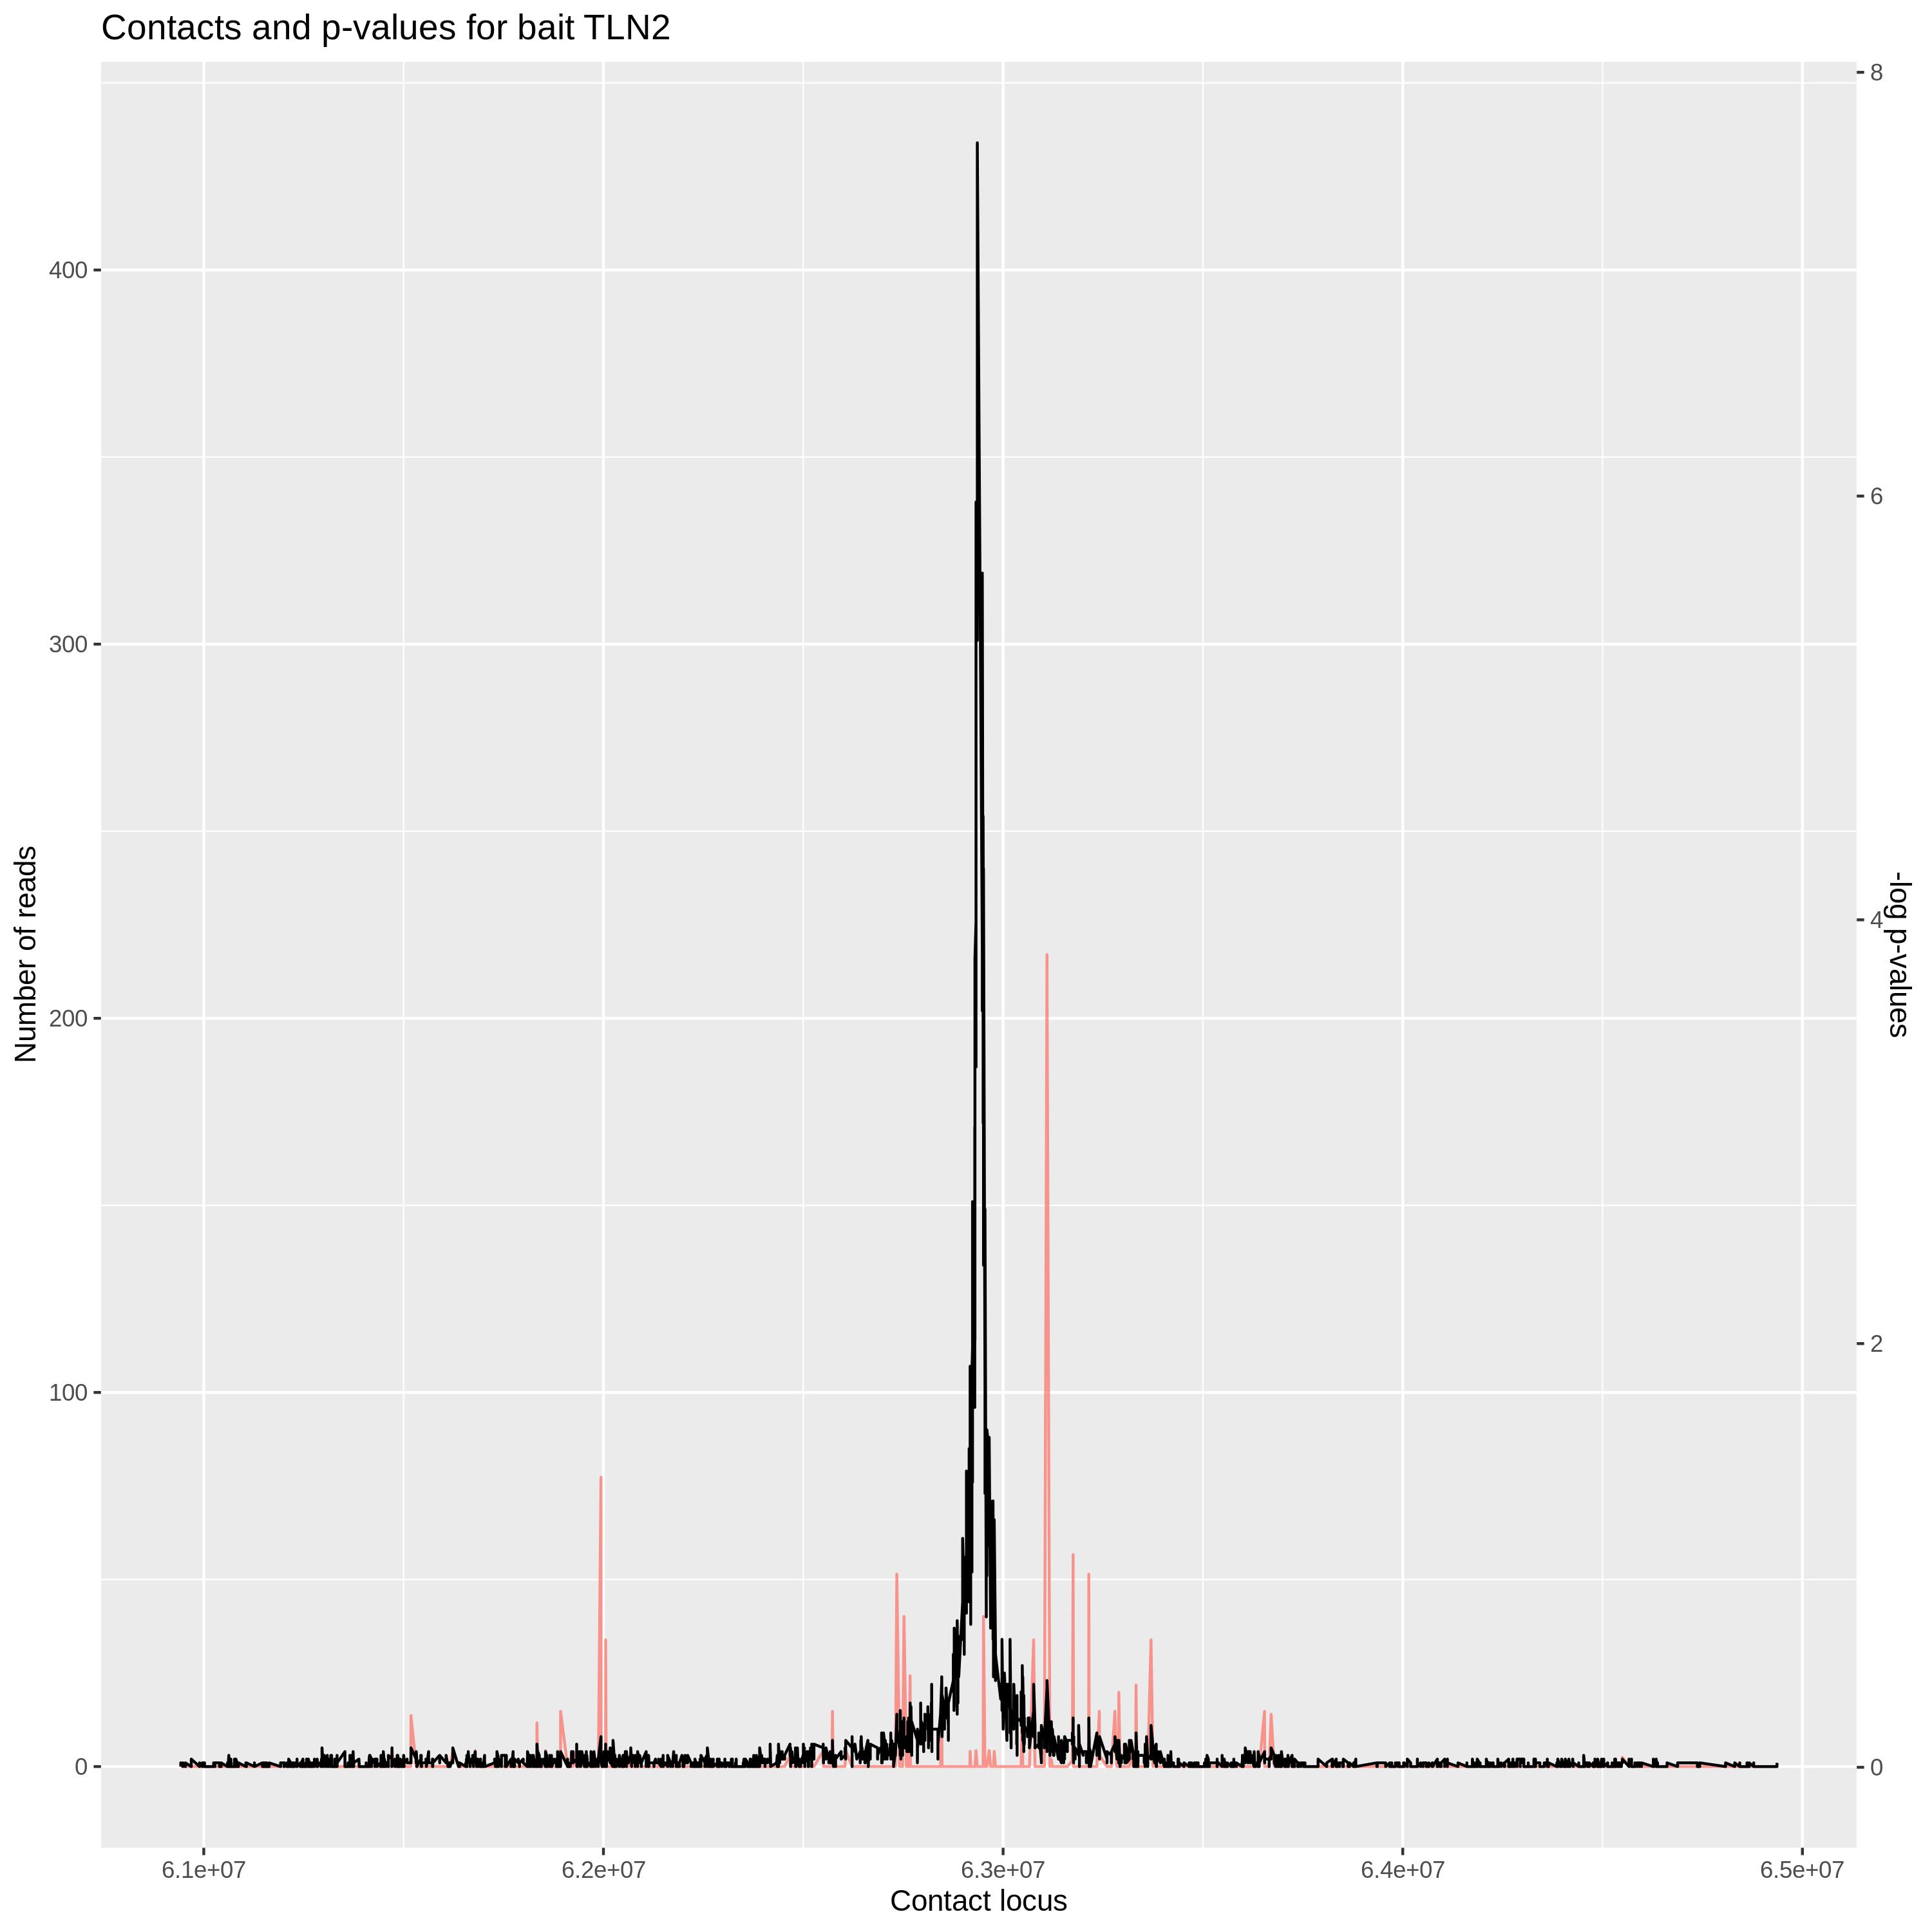 Contacts and p-values for bait TLN2
8
400
6
300
Number of reads
4
-log p-values
200
2
100
0
0
6.1e+07
6.2e+07
6.3e+07
6.4e+07
6.5e+07
Contact locus